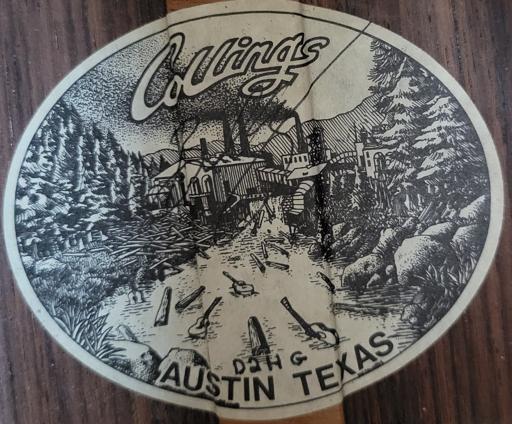 Collings
D2H G
AUSTIN TEXAS